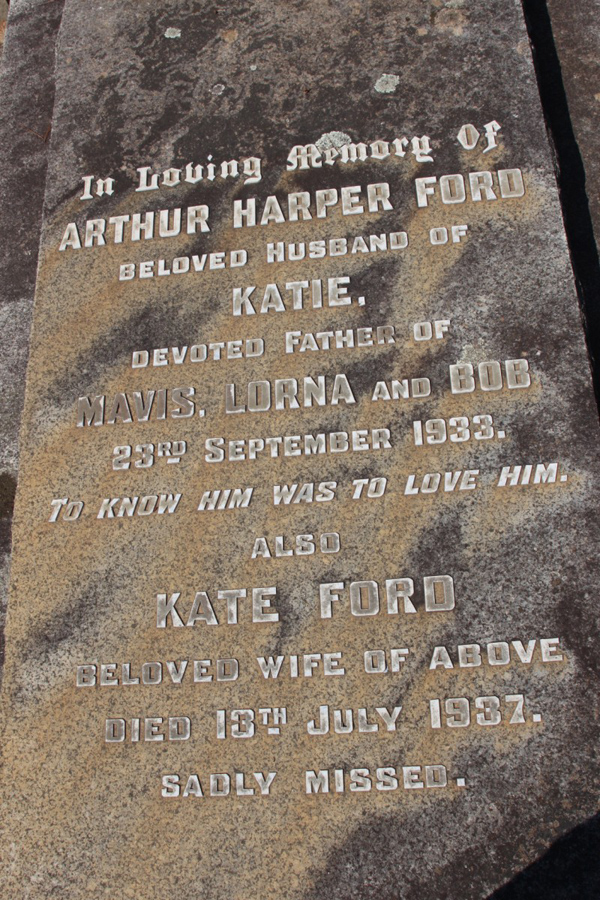 In Loving Memory Of
ARTHUR HARPER FORD
BELOVED HUSBAND OF
KATIE,
DEVOTED FATHER OF
MAVIS, LORNA AND BOB
23RD SEPTEMBER 1933.
TO KNOW HIM WAS TO LOVE HIM.
ALSO
KATE FORD
BELOVED WIFE OF ABOVE
DIED 13TH JULY 1937.
SADLY MISSED.